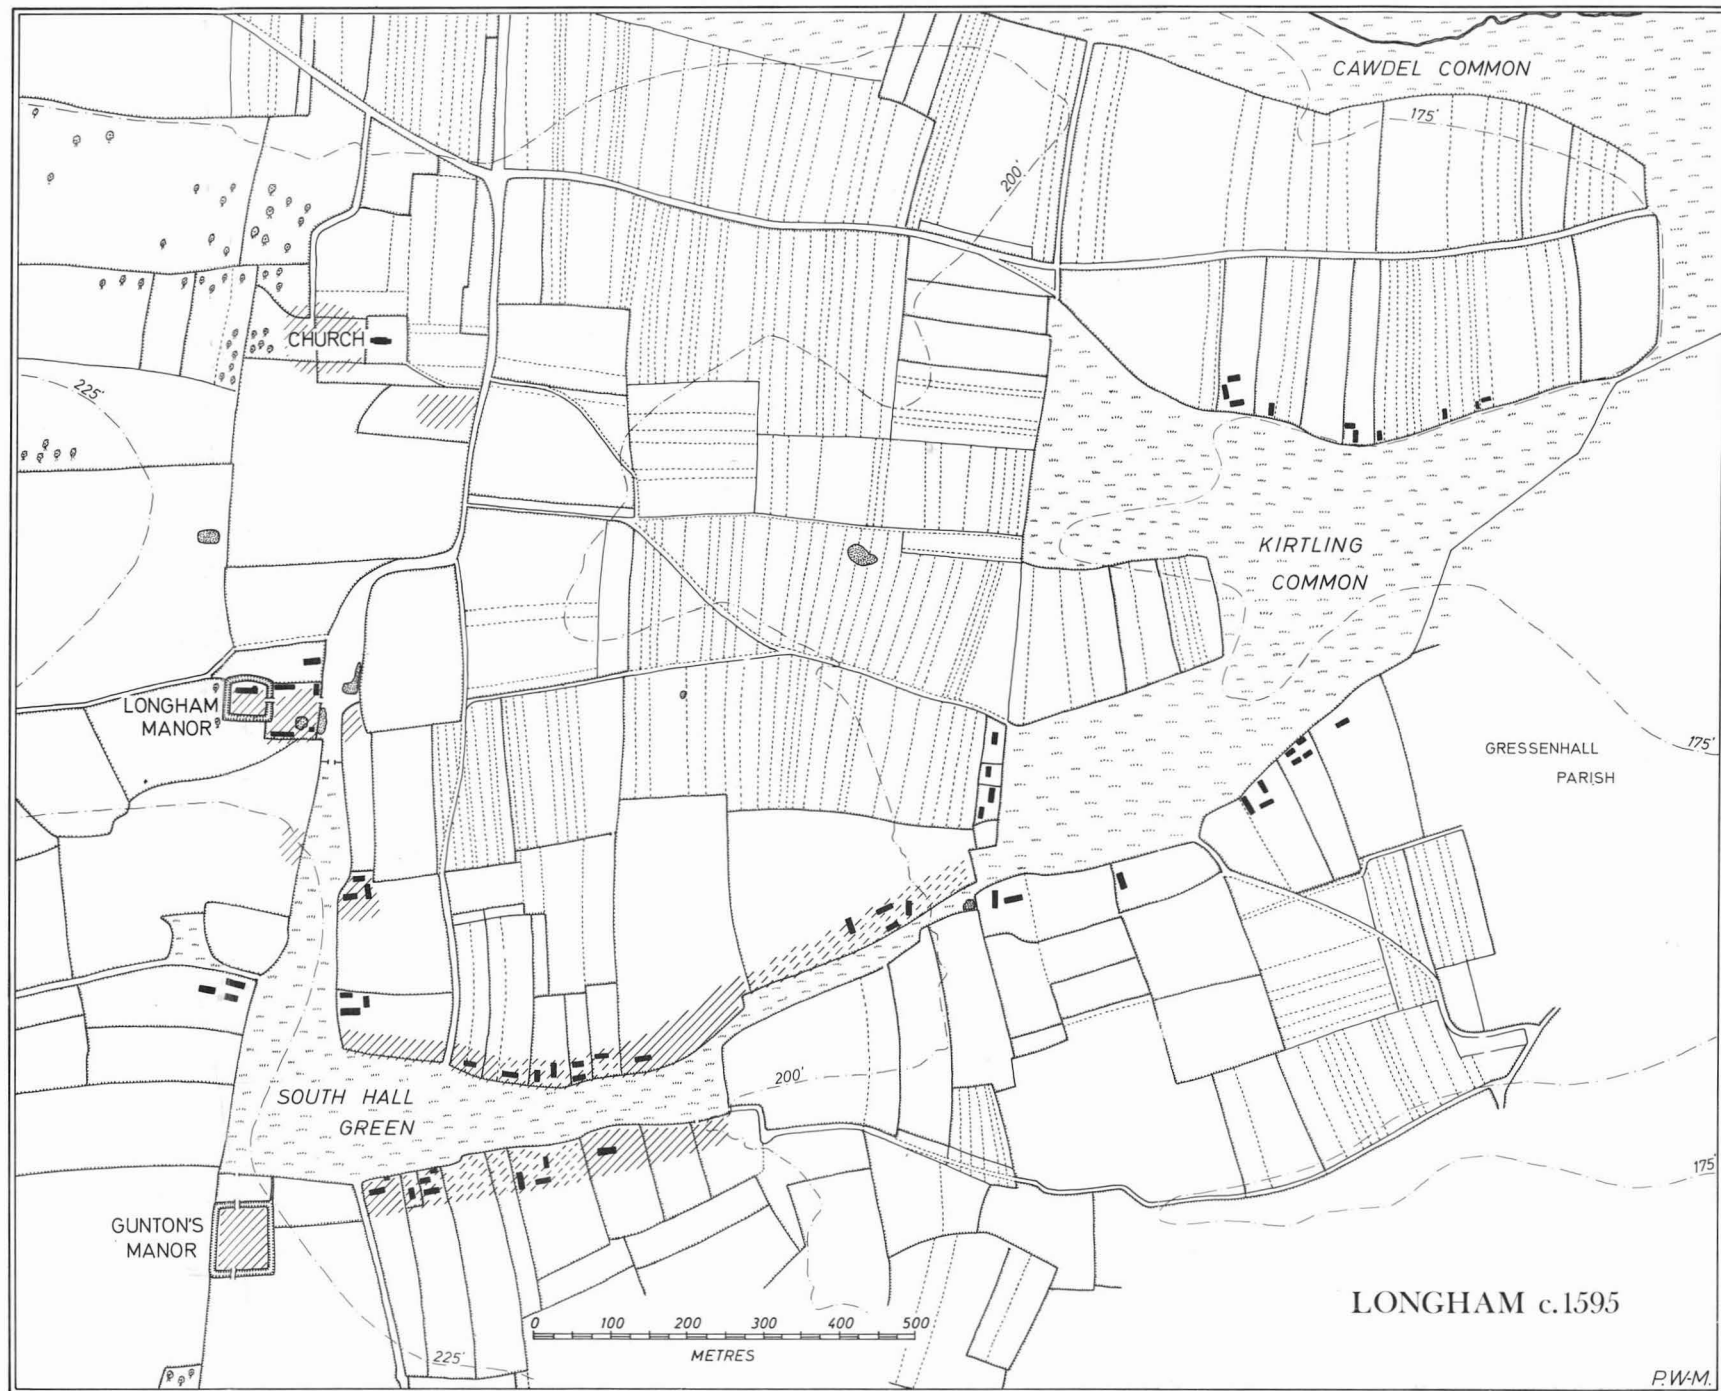 CAWDEL COMMON
175'
200'
CHURCH
225'
KIRTLING
COMMON
LONGHAM
MANOR
GRESSENHALL
PARISH
175'
200'
SOUTH HALL
GREEN
175'
GUNTON'S
MANOR
LONGHAM c.1595
0 100 200 300 400 500
METRES
225'
P.W-M.